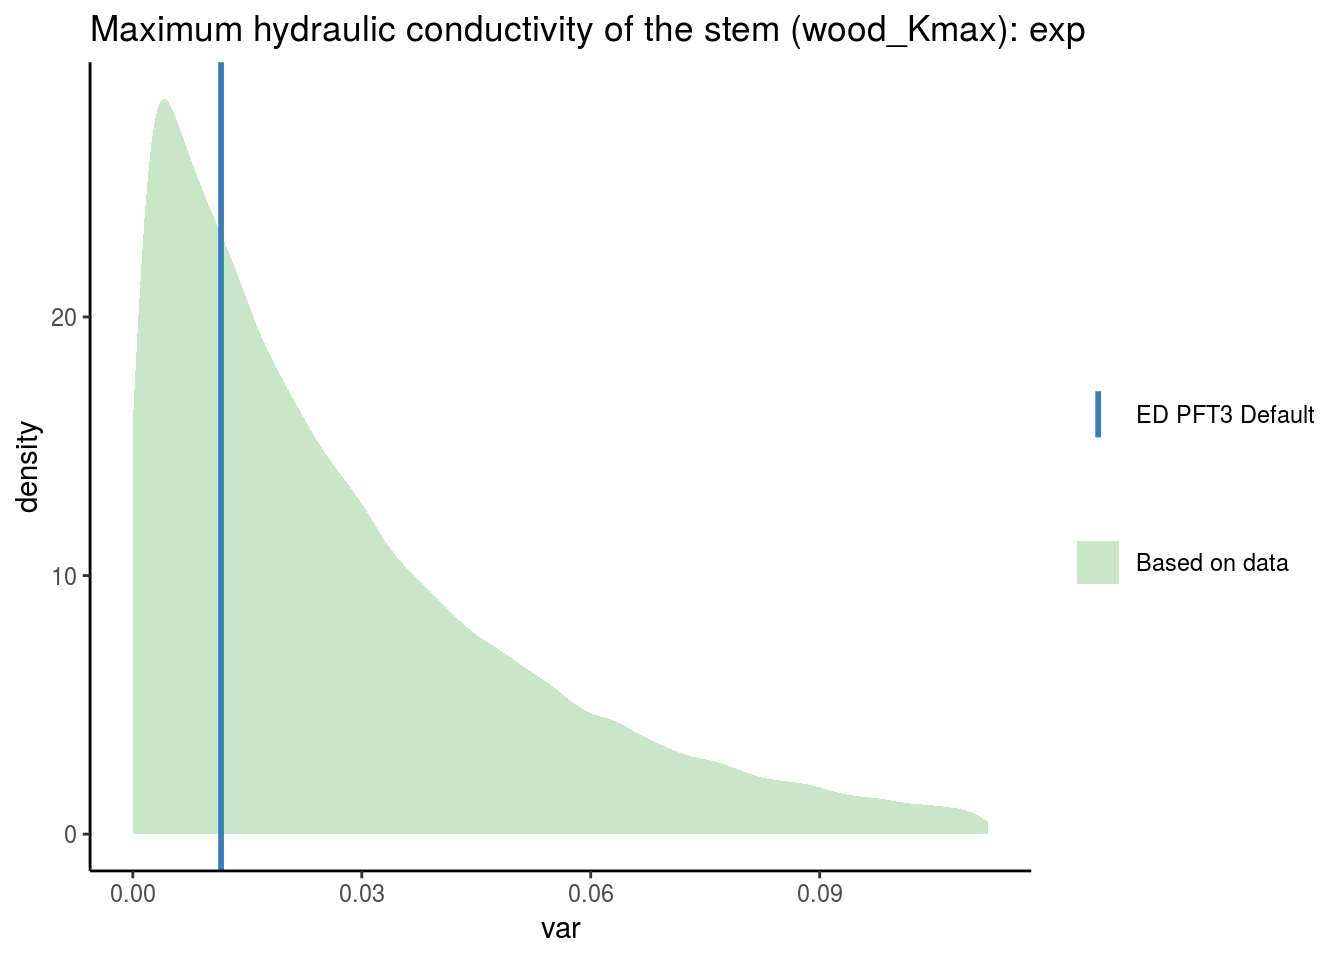 Maximum hydraulic conductivity of the stem (wood_Kmax): exp
density
20
10
0
0.00
0.03
0.06
0.09
var
ED PFT3 Default
Based on data